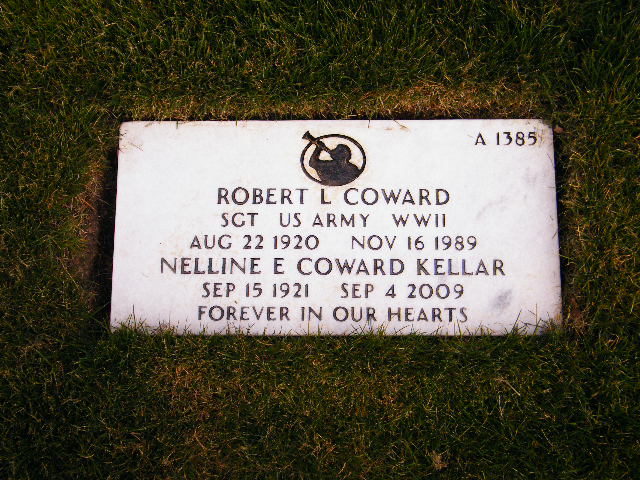 A 1385
ROBERT L COWARD
SGT US ARMY WWII
AUG 22 1920 NOV 16 1989
NELLINE E COWARD KELLAR
SEP 15 1921 SEP 4 2009
FOREVER IN OUR HEARTS